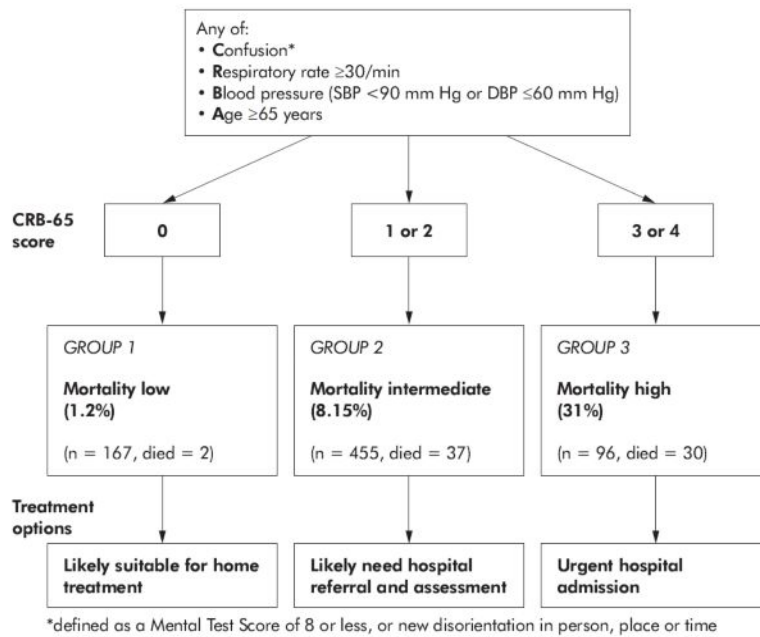 Any of:
• Confusion*
• Respiratory rate ≥30/min
• Blood pressure (SBP <90 mm Hg or DBP ≤60 mm Hg)
• Age ≥65 years
CRB-65
score
0
1 or 2
3 or 4
GROUP 1
Mortality low
(1.2%)
(n = 167, died = 2)
GROUP 2
Mortality intermediate
(8.15%)
(n = 455, died = 37)
GROUP 3
Mortality high
(31%)
(n = 96, died = 30)
Treatment
options
Likely suitable for home
treatment
Likely need hospital
referral and assessment
Urgent hospital
admission
*defined as a Mental Test Score of 8 or less, or new disorientation in person, place or time